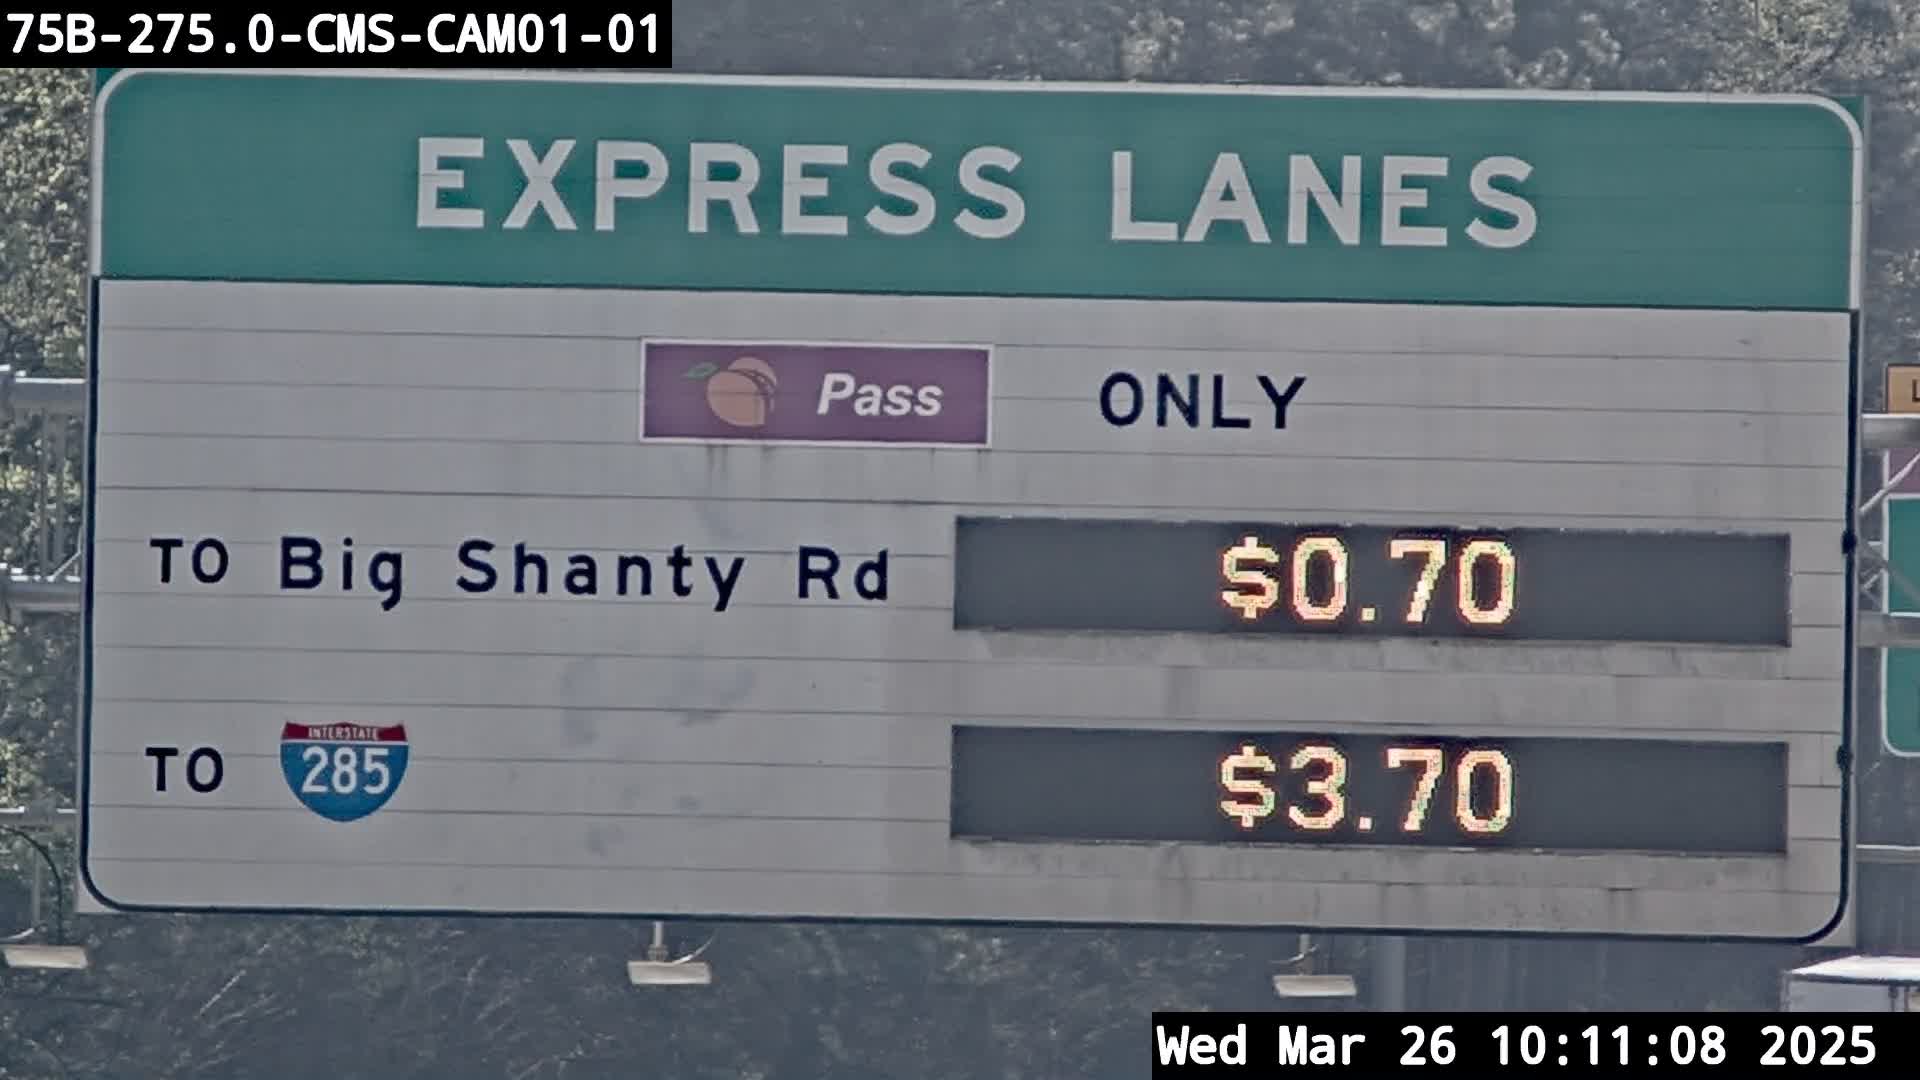 75B-275.0-CMS-CAM01-01
EXPRESS LANES
Pass ONLY
TO Big Shanty Rd $0.70
TO INTERSTATE 285 $3.70
Wed Mar 26 10:11:08 2025